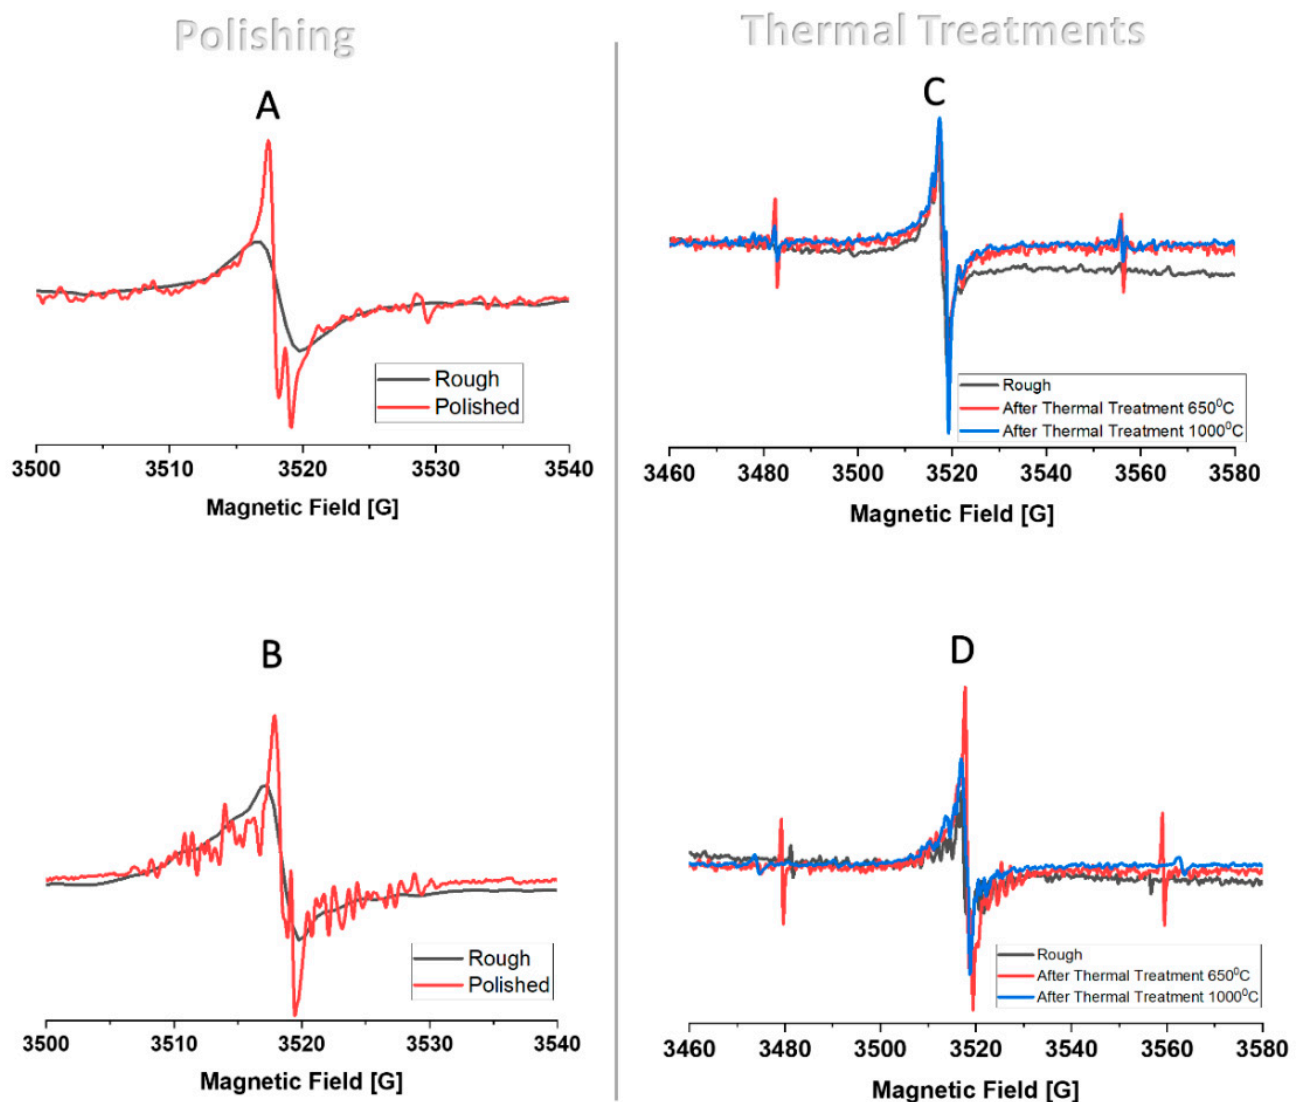 Polishing
Thermal Treatments
A
Rough
Polished
3500 3510 3520 3530 3540
Magnetic Field [G]
B
Rough
Polished
3500 3510 3520 3530 3540
Magnetic Field [G]
C
Rough
After Thermal Treatment 650⁰C
After Thermal Treatment 1000⁰C
3460 3480 3500 3520 3540 3560 3580
Magnetic Field [G]
D
Rough
After Thermal Treatment 650⁰C
After Thermal Treatment 1000⁰C
3460 3480 3500 3520 3540 3560 3580
Magnetic Field [G]